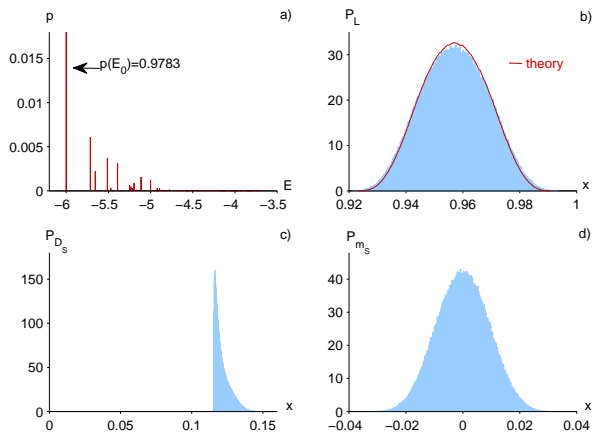 p
a)
0.015
p(E0)=0.9783
0.01
0.005
0
E
−6 −5.5 −5 −4.5 −4 −3.5
PL
b)
30
theory
20
10
0
x
0.92 0.94 0.96 0.98 1
PDS
c)
150
100
50
0
x
0 0.05 0.1 0.15
PmS
d)
40
30
20
10
0
x
−0.04 −0.02 0 0.02 0.04